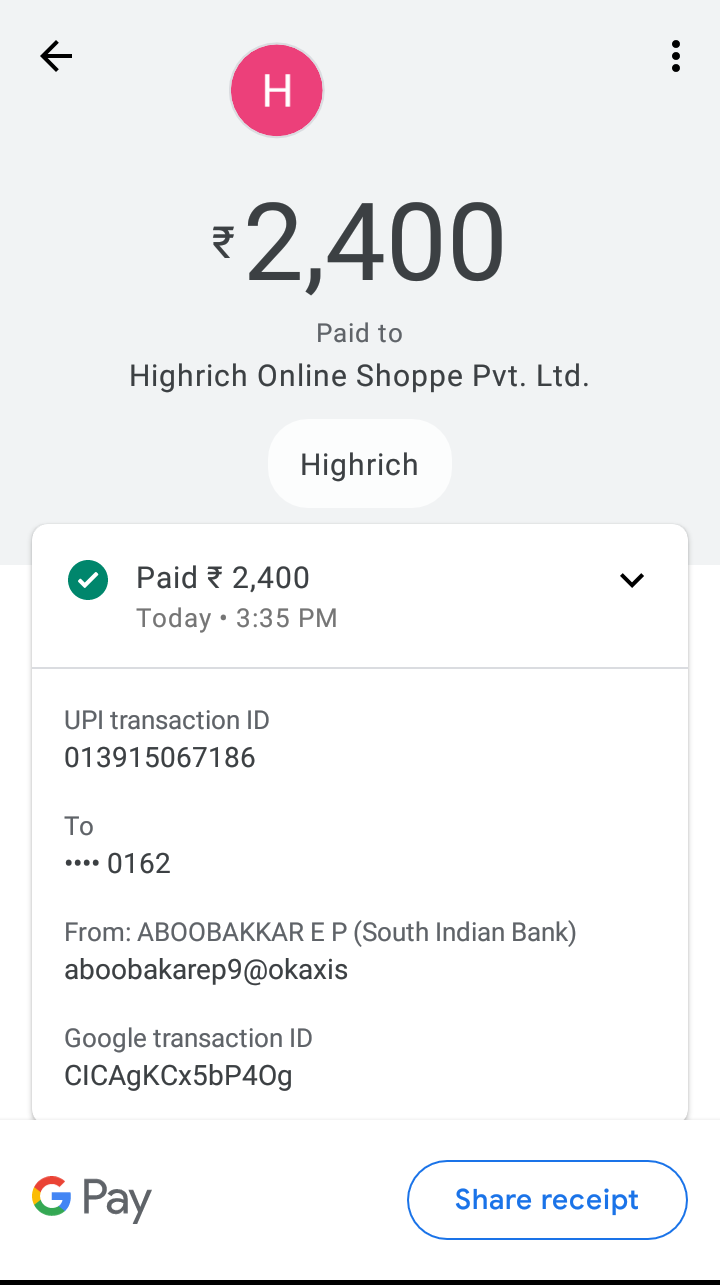 H
₹2,400
Paid to
Highrich Online Shoppe Pvt. Ltd.
Highrich
Paid ₹ 2,400
Today • 3:35 PM
UPI transaction ID
013915067186
To
•••• 0162
From: ABOOBAKKAR E P (South Indian Bank)
aboobakarep9@okaxis
Google transaction ID
CICAgKCx5bP4Og
G Pay
Share receipt